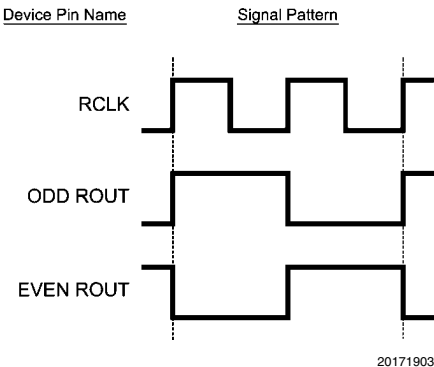 Device Pin Name
Signal Pattern
RCLK
ODD ROUT
EVEN ROUT
20171903